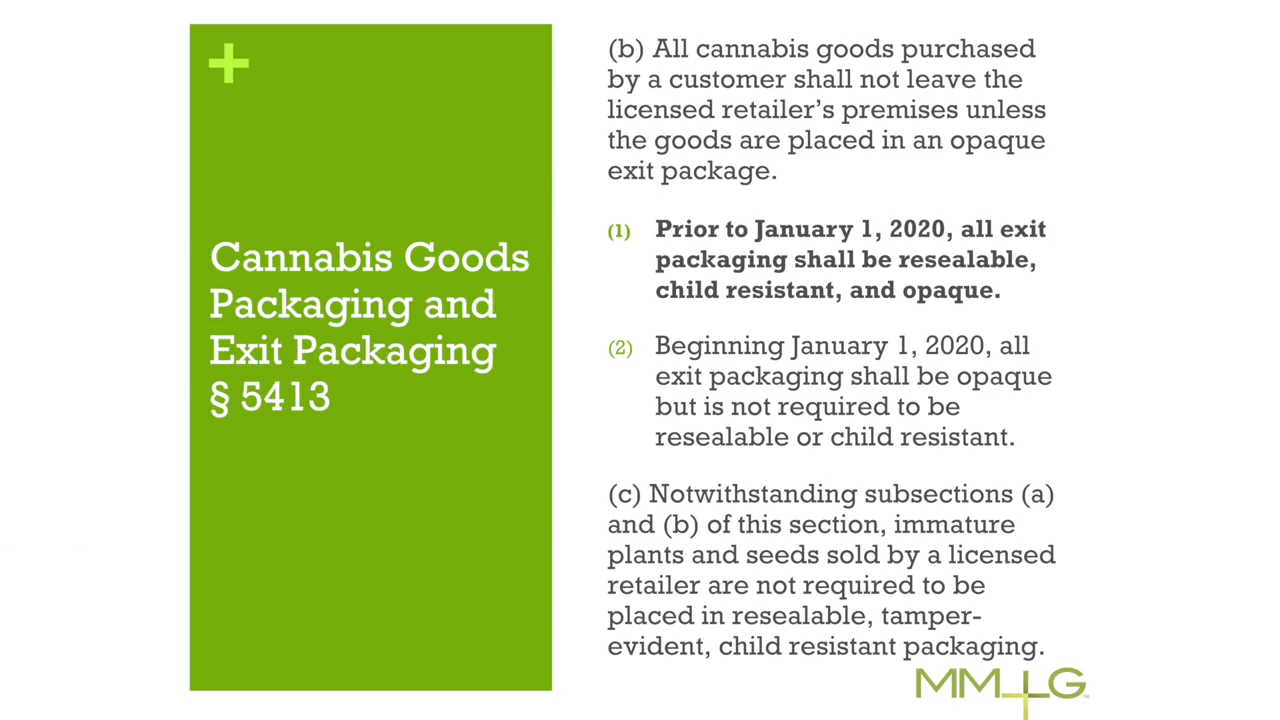 +
Cannabis Goods
Packaging and
Exit Packaging
§ 5413
(b) All cannabis goods purchased
by a customer shall not leave the
licensed retailer’s premises unless
the goods are placed in an opaque
exit package.
(1) Prior to January 1, 2020, all exit
packaging shall be resealable,
child resistant, and opaque.
(2) Beginning January 1, 2020, all
exit packaging shall be opaque
but is not required to be
resealable or child resistant.
(c) Notwithstanding subsections (a)
and (b) of this section, immature
plants and seeds sold by a licensed
retailer are not required to be
placed in resealable, tamper-
evident, child resistant packaging.
MMLG